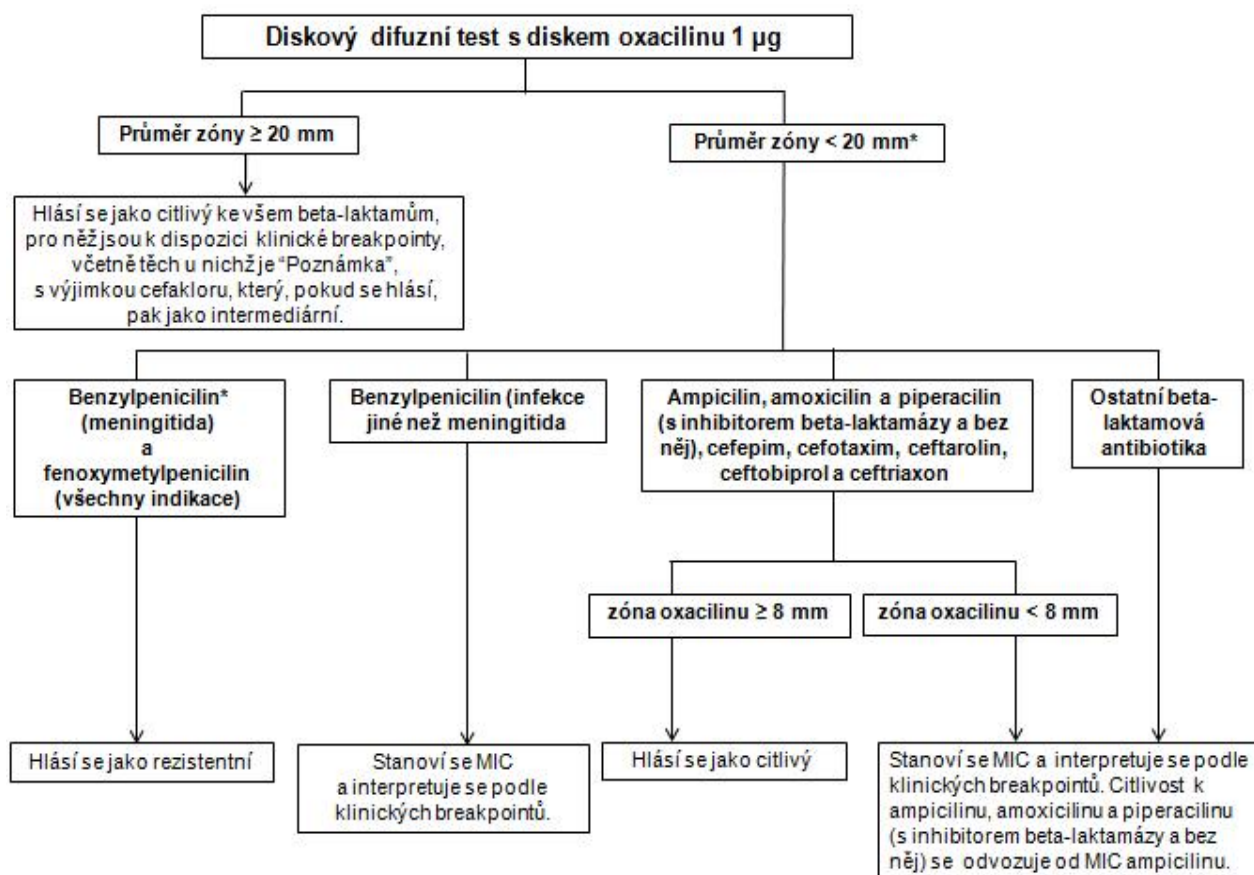 Diskový difuzní test s diskem oxacilinu 1 µg
Průměr zóny ≥ 20 mm
Průměr zóny < 20 mm*
Hlásí se jako citlivý ke všem beta-laktamům,
pro něž jsou k dispozici klinické breakpointy,
včetně těch u nichž je “Poznámka”,
s výjimkou cefakloru, který, pokud se hlásí,
pak jako intermediární.
Benzylpenicilin*
(meningitida)
a
fenoxymetylpenicilin
(všechny indikace)
Benzylpenicilin (infekce
jiné než meningitida
Ampicilin, amoxicilin a piperacilin
(s inhibitorem beta-laktamázy a bez
něj), cefepim, cefotaxim, ceftarolin,
ceftobiprol a ceftriaxon
Ostatní beta-
laktamová
antibiotika
zóna oxacilinu ≥ 8 mm
zóna oxacilinu < 8 mm
Hlásí se jako rezistentní
Stanoví se MIC
a interpretuje se podle
klinických breakpointů.
Hlásí se jako citlivý
Stanoví se MIC a interpretuje se podle
klinických breakpointů. Citlivost k
ampicilinu, amoxicilinu a piperacilinu
(s inhibitorem beta-laktamázy a bez
něj) se odvozuje od MIC ampicilinu.